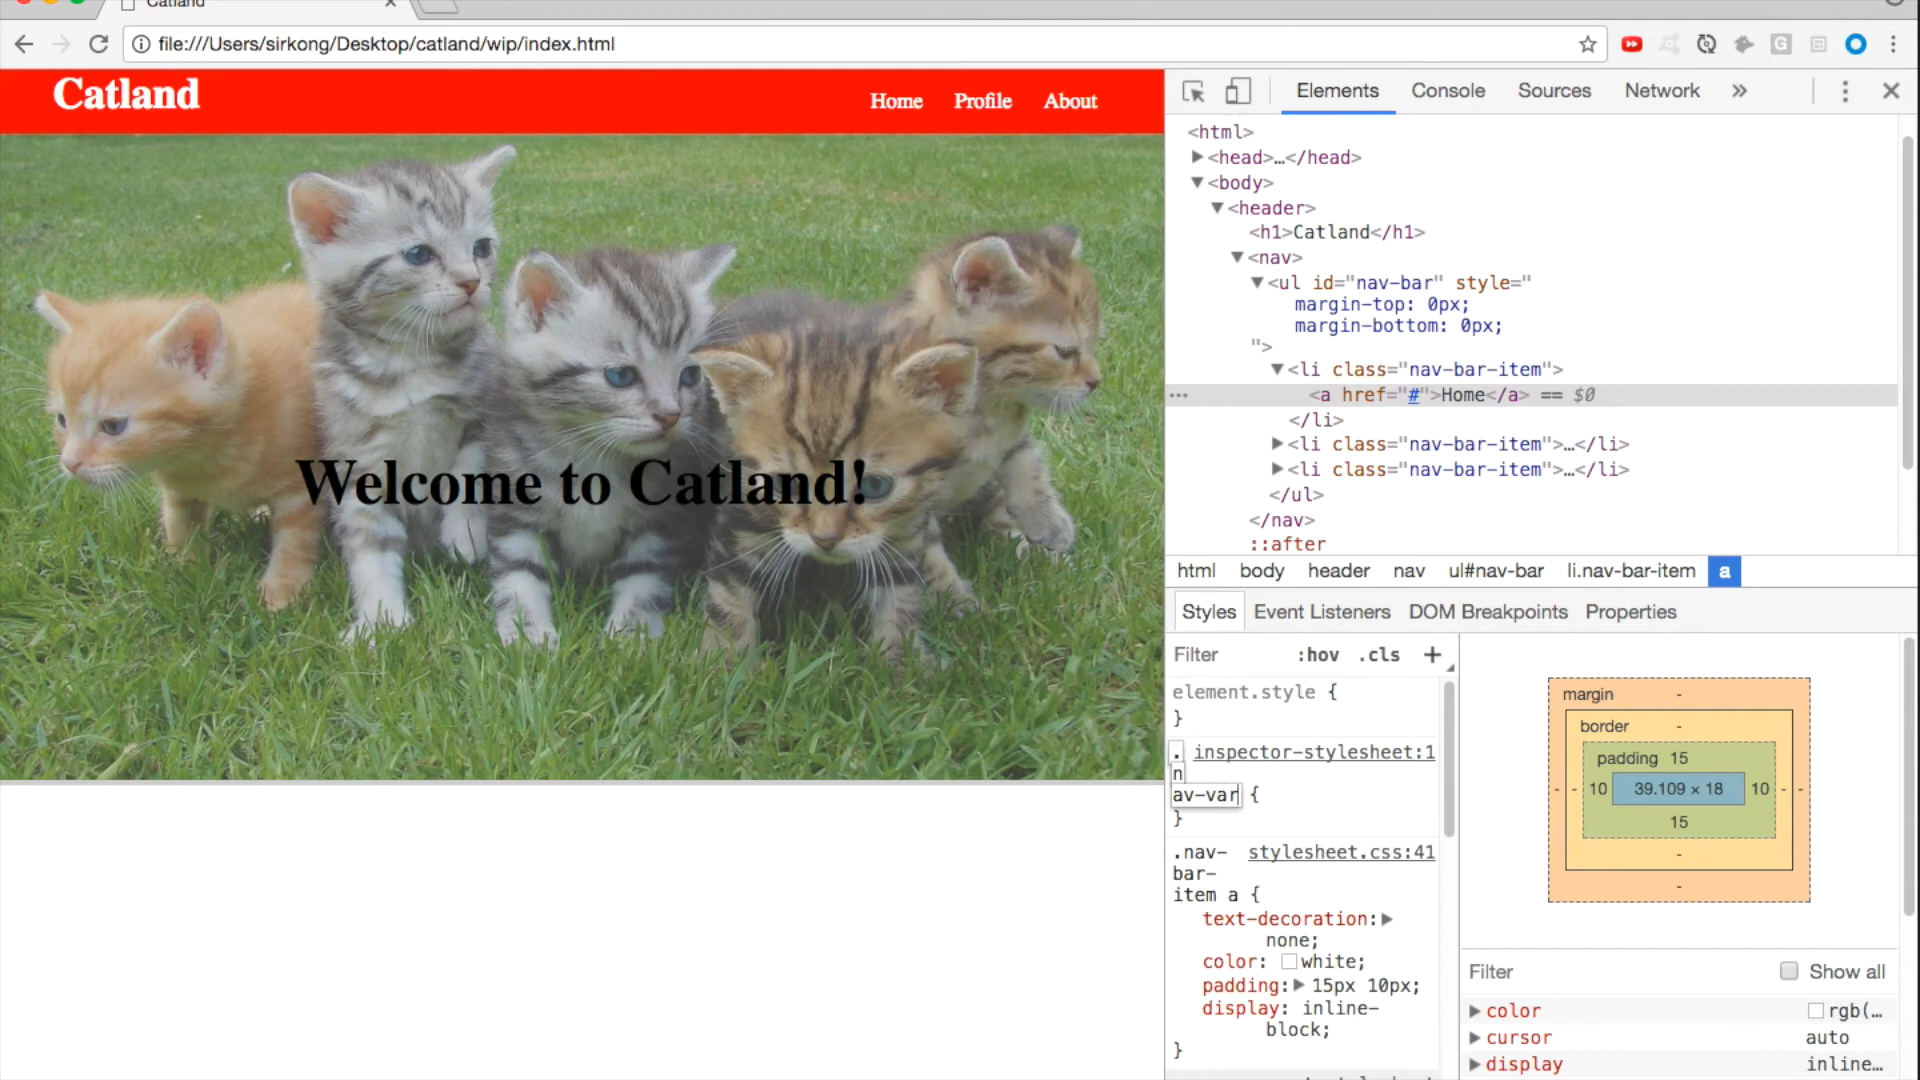 Catland
file:///Users/sirkong/Desktop/catland/wip/index.html
Catland
Home Profile About
Welcome to Catland!
Elements Console Sources Network »
<html>
▶<head>…</head>
▼<body>
▼<header>
<h1>Catland</h1>
▼<nav>
▼<ul id="nav-bar" style="
margin-top: 0px;
margin-bottom: 0px;
">
▼<li class="nav-bar-item">
<a href="#">Home</a> == $0
</li>
▶<li class="nav-bar-item">…</li>
▶<li class="nav-bar-item">…</li>
</ul>
</nav>
::after
html body header nav ul#nav-bar li.nav-bar-item a
Styles Event Listeners DOM Breakpoints Properties
Filter :hov .cls +
element.style {
}
. inspector-stylesheet:1
n
av-var {
}
.nav- stylesheet.css:41
bar-
item a {
text-decoration:▶
none;
color: white;
padding:▶ 15px 10px;
display: inline-
block;
}
margin -
border -
padding 15
- - 10 39.109 × 18 10 - -
15
-
-
Filter Show all
▶ color rgb(…
▶ cursor auto
▶ display inline…